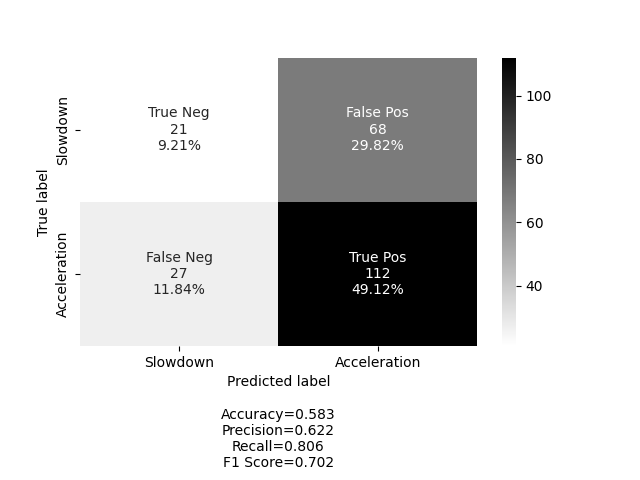 True label
Slowdown
Acceleration
True Neg
21
9.21%
False Pos
68
29.82%
False Neg
27
11.84%
True Pos
112
49.12%
100
80
60
40
Slowdown
Acceleration
Predicted label
Accuracy=0.583
Precision=0.622
Recall=0.806
F1 Score=0.702